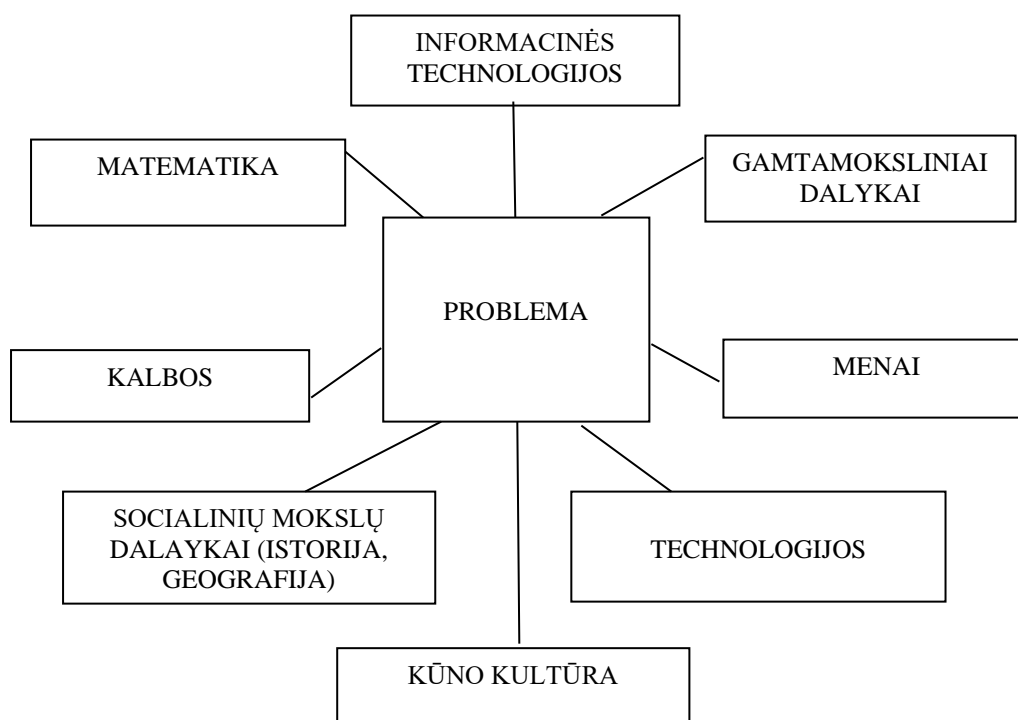 INFORMACINĖS
TECHNOLOGIJOS
MATEMATIKA
GAMTAMOKSLINIAI
DALYKAI
PROBLEMA
KALBOS
MENAI
SOCIALINIŲ MOKSLŲ
DALAYKAI (ISTORIJA,
GEOGRAFIJA)
TECHNOLOGIJOS
KŪNO KULTŪRA